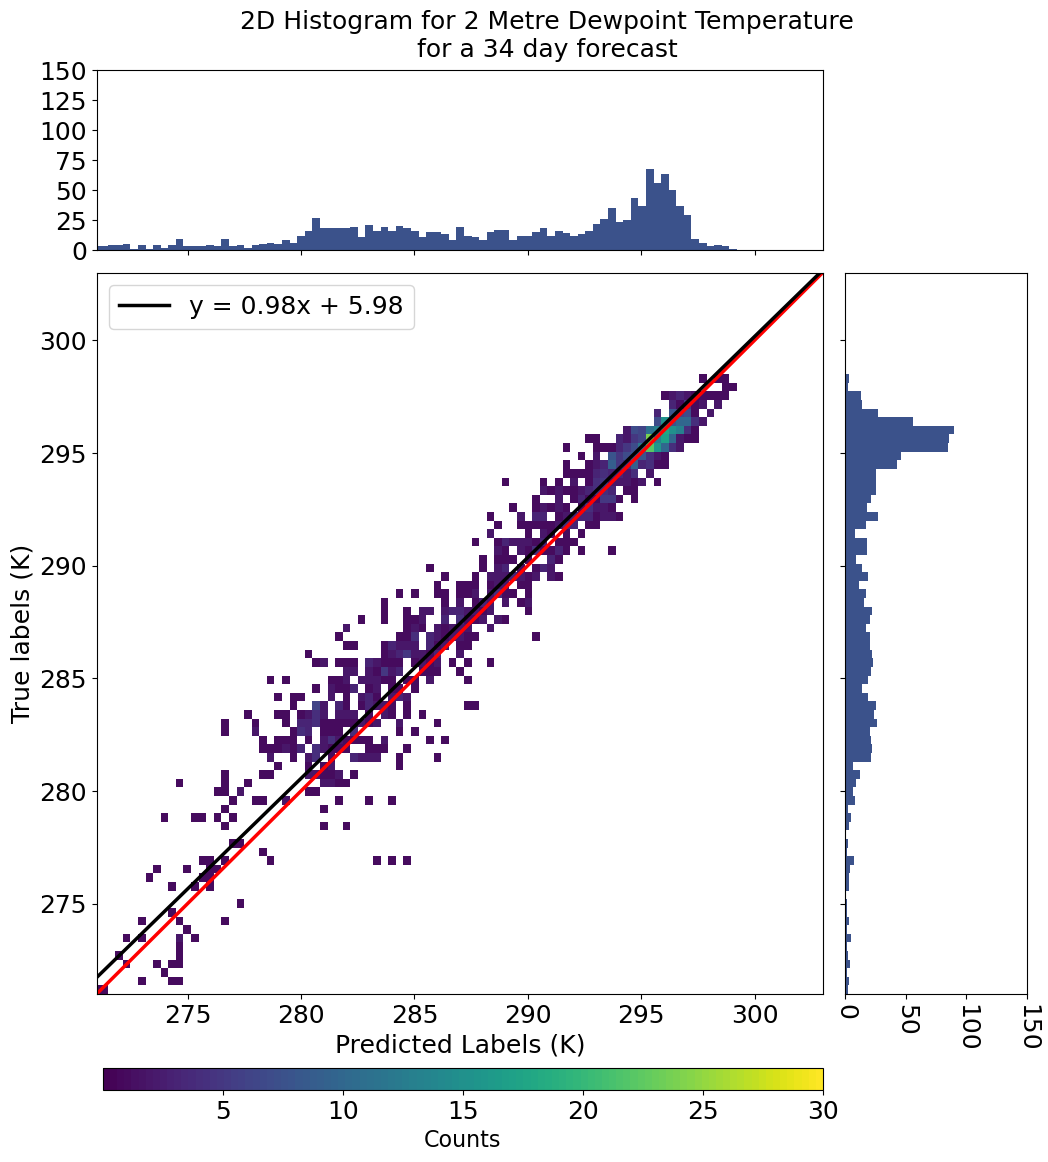 2D Histogram for 2 Metre Dewpoint Temperature
for a 34 day forecast
150
125
100
75
50
25
0
y = 0.98x + 5.98
300
295
290
285
280
275
True labels (K)
275 280 285 290 295 300
Predicted Labels (K)
0 50 100 150
5 10 15 20 25 30
Counts